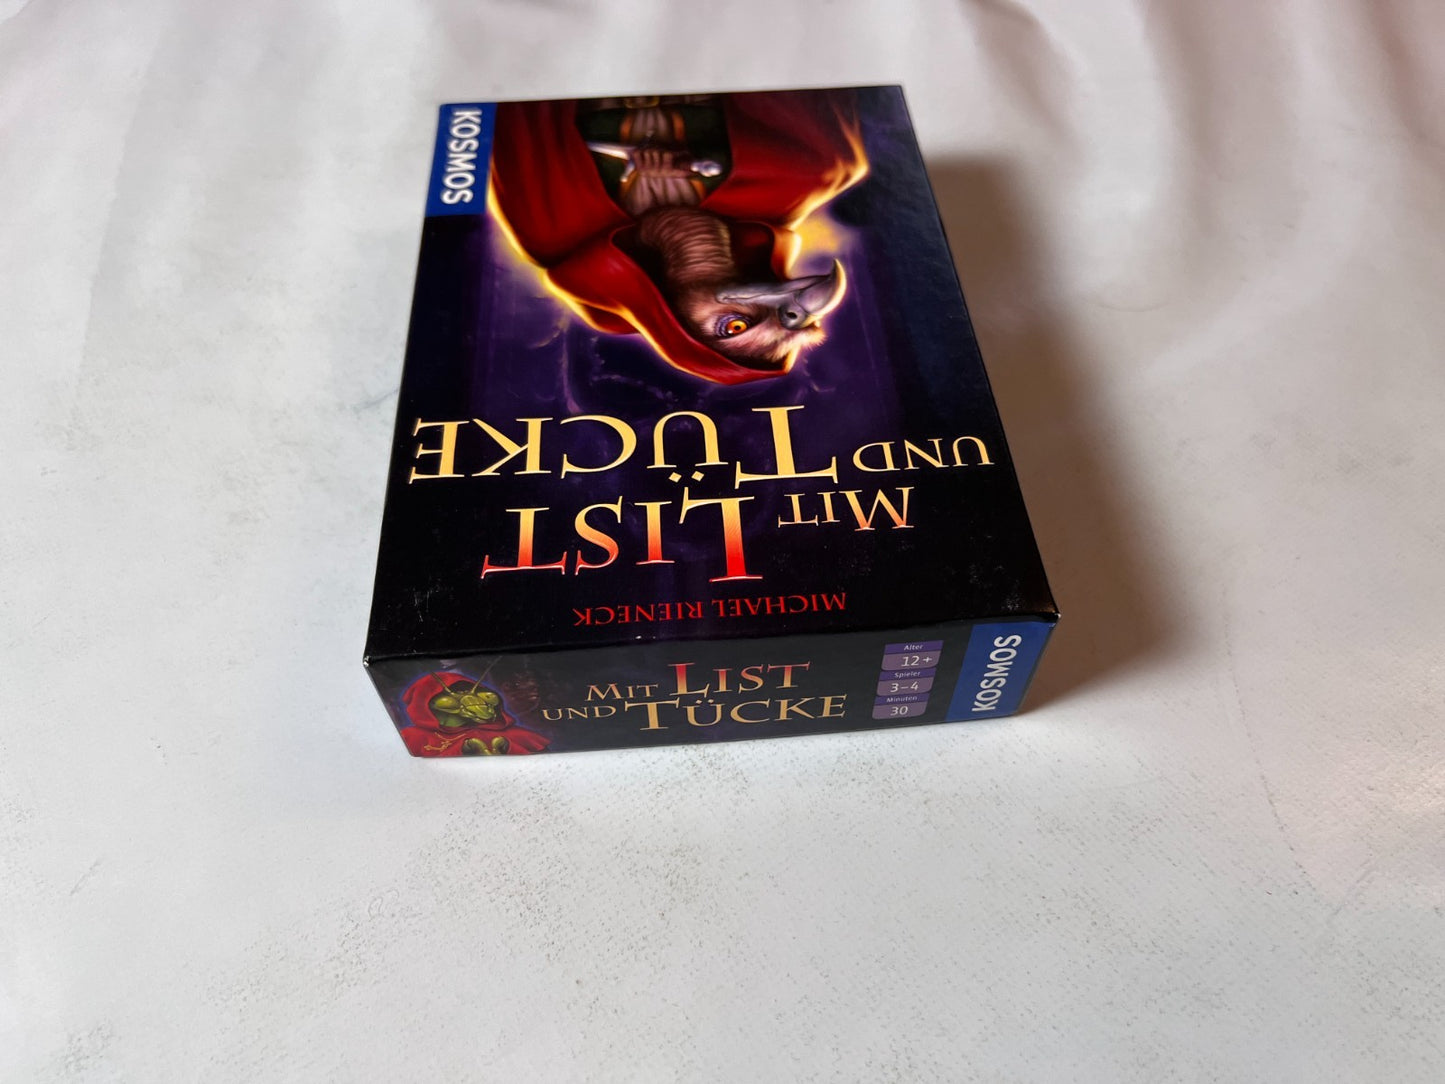 MICHAEL RIENECK
MIT LIST
UND TÜCKE
KOSMOS
MIT LIST
UND TÜCKE
Alter
12+
Spieler
3–4
Minuten
30
KOSMOS